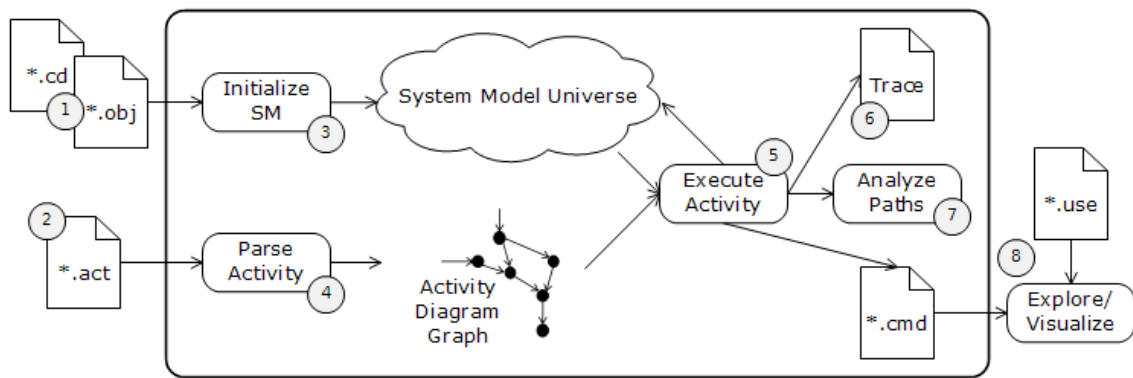 *.cd
1
*.obj
Initialize
SM
3
System Model Universe
Trace
6
5
Execute
Activity
Analyze
Paths
7
*.use
2
*.act
Parse
Activity
4
Activity
Diagram
Graph
*.cmd
8
Explore/
Visualize